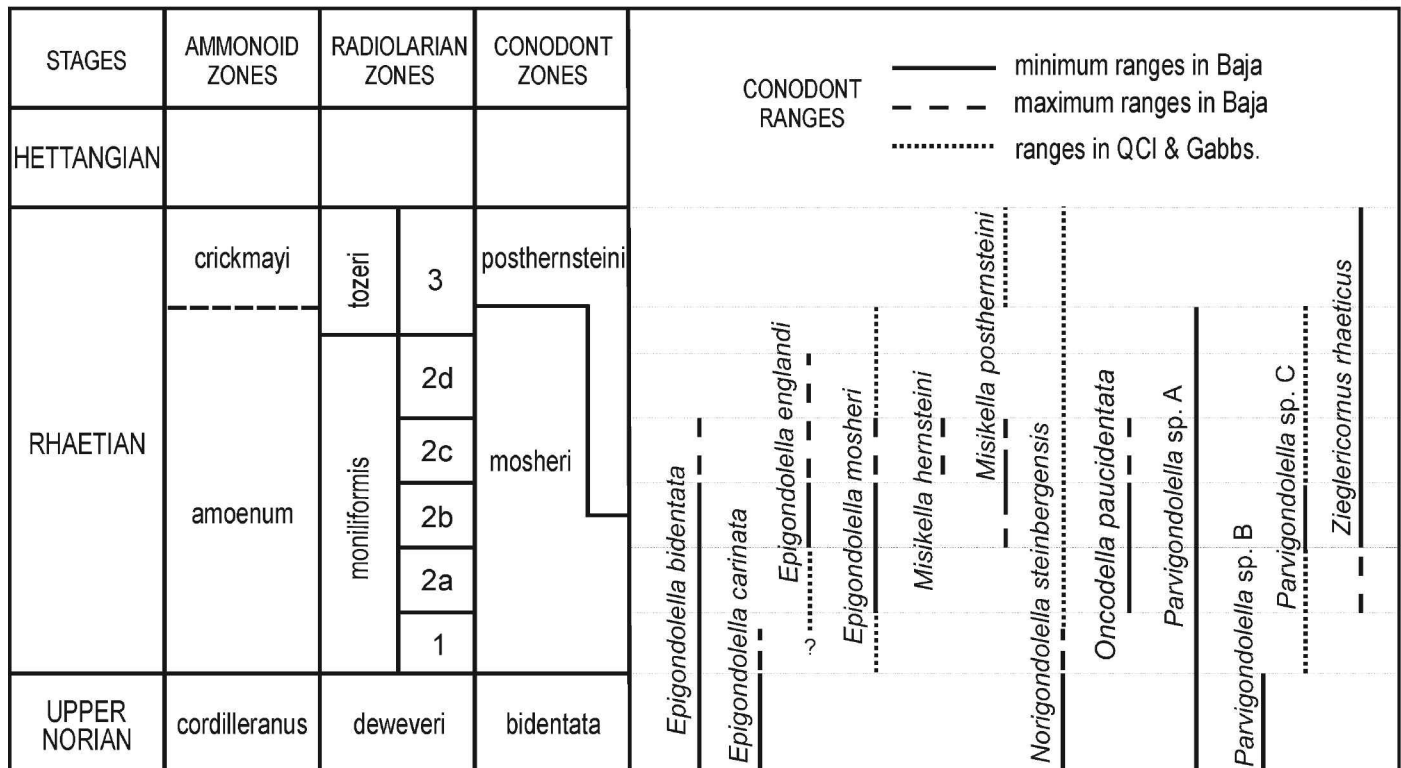 STAGES
AMMONOID
ZONES
RADIOLARIAN
ZONES
CONODONT
ZONES
CONODONT
RANGES
minimum ranges in Baja
maximum ranges in Baja
ranges in QCI & Gabbs.
HETTANGIAN
RHAETIAN
crickmayi
amoenum
tozeri
moniliformis
3
2d
2c
2b
2a
1
posthernsteini
mosheri
UPPER
NORIAN
cordilleranus
deweveri
bidentata
Epigondolella bidentata
Epigondolella carinata
Epigondolella englandi
?
Epigondolella mosheri
Misikella hernsteini
Misikella posthernsteini
Norigondolella steinbergensis
Oncodella paucidentata
Parvigondolella sp. A
Parvigondolella sp. B
Parvigondolella sp. C
Zieglericornus rhaeticus